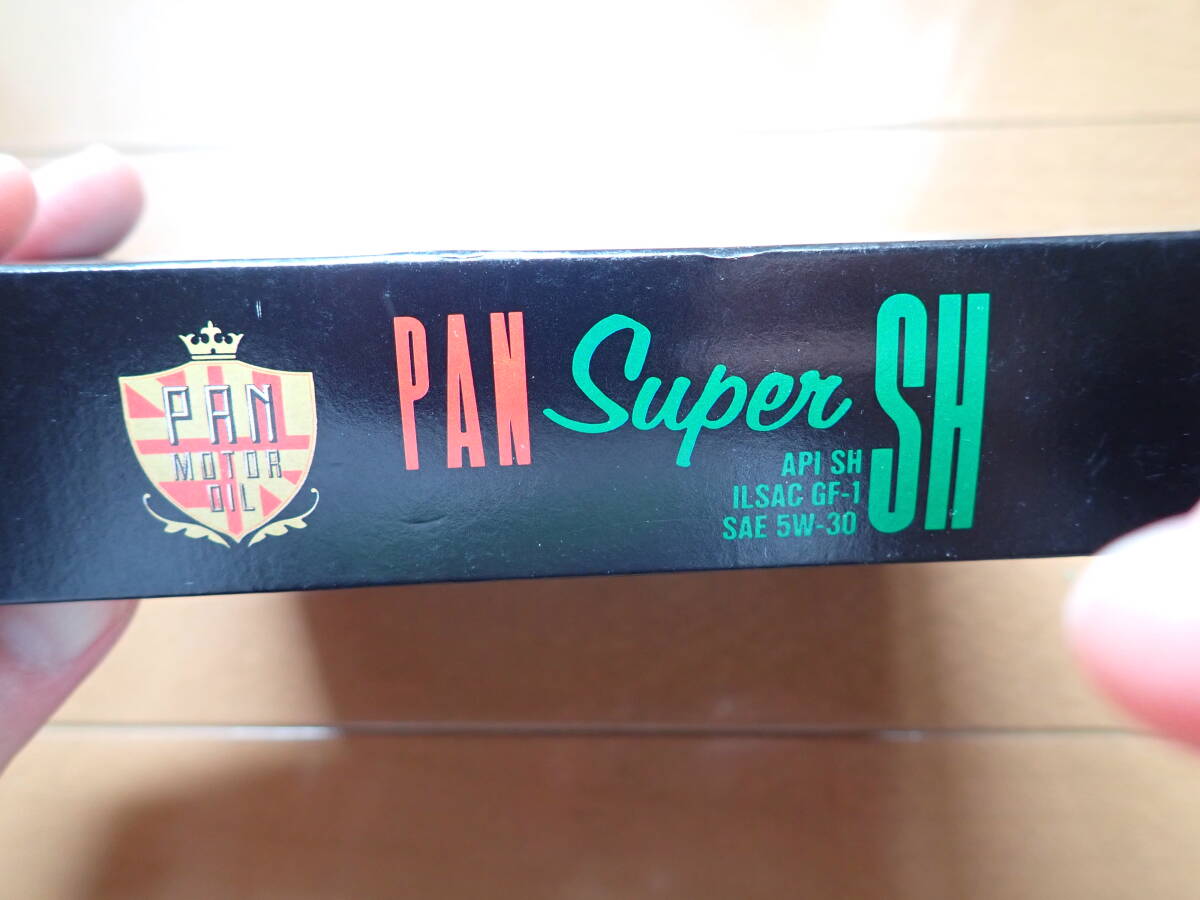 PAN
MOTOR
OIL
PAN Super SH
API SH
ILSAC GF-1
SAE 5W-30